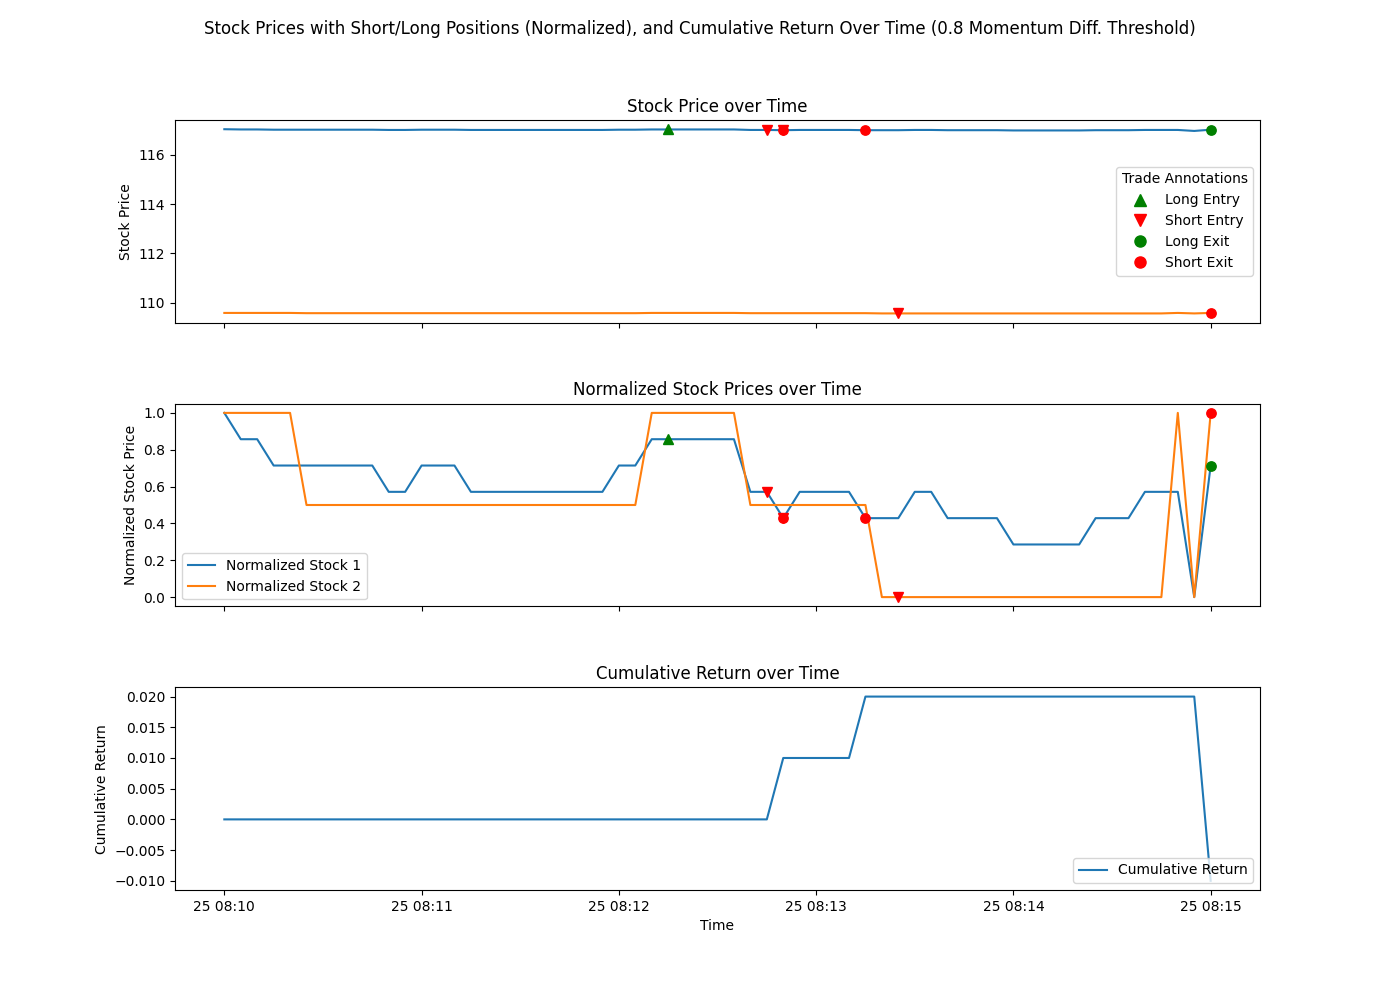 Stock Prices with Short/Long Positions (Normalized), and Cumulative Return Over Time (0.8 Momentum Diff. Threshold)
Stock Price over Time
Stock Price
116
114
112
110
Trade Annotations
Long Entry
Short Entry
Long Exit
Short Exit
Normalized Stock Prices over Time
Normalized Stock Price
1.0
0.8
0.6
0.4
0.2
0.0
Normalized Stock 1
Normalized Stock 2
Cumulative Return over Time
Cumulative Return
0.020
0.015
0.010
0.005
0.000
−0.005
−0.010
Cumulative Return
25 08:10 25 08:11 25 08:12 25 08:13 25 08:14 25 08:15
Time